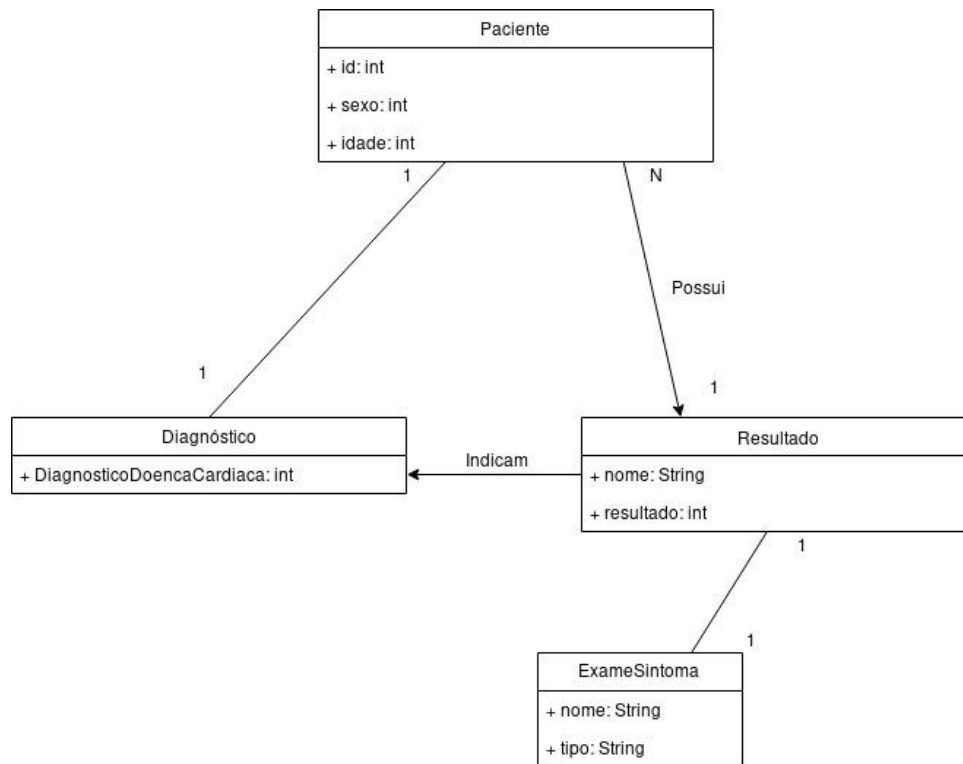 Paciente
+ id: int
+ sexo: int
+ idade: int
1
N
Possui
1
1
Diagnóstico
+ DiagnosticoDoencaCardiaca: int
Indicam
Resultado
+ nome: String
+ resultado: int
1
1
ExameSintoma
+ nome: String
+ tipo: String